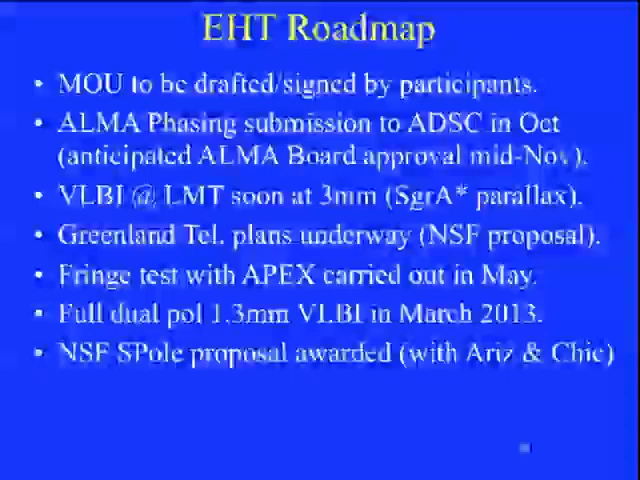 EHT Roadmap
• MOU to be drafted/signed by participants.
• ALMA Phasing submission to ADSC in Oct
(anticipated ALMA Board approval mid-Nov).
• VLBI @ LMT soon at 3mm (SgrA* parallax).
• Greenland Tel. plans underway (NSF proposal).
• Fringe test with APEX carried out in May.
• Full dual pol 1.3mm VLBI in March 2013.
• NSF SPole proposal awarded (with Ariz & Chic)